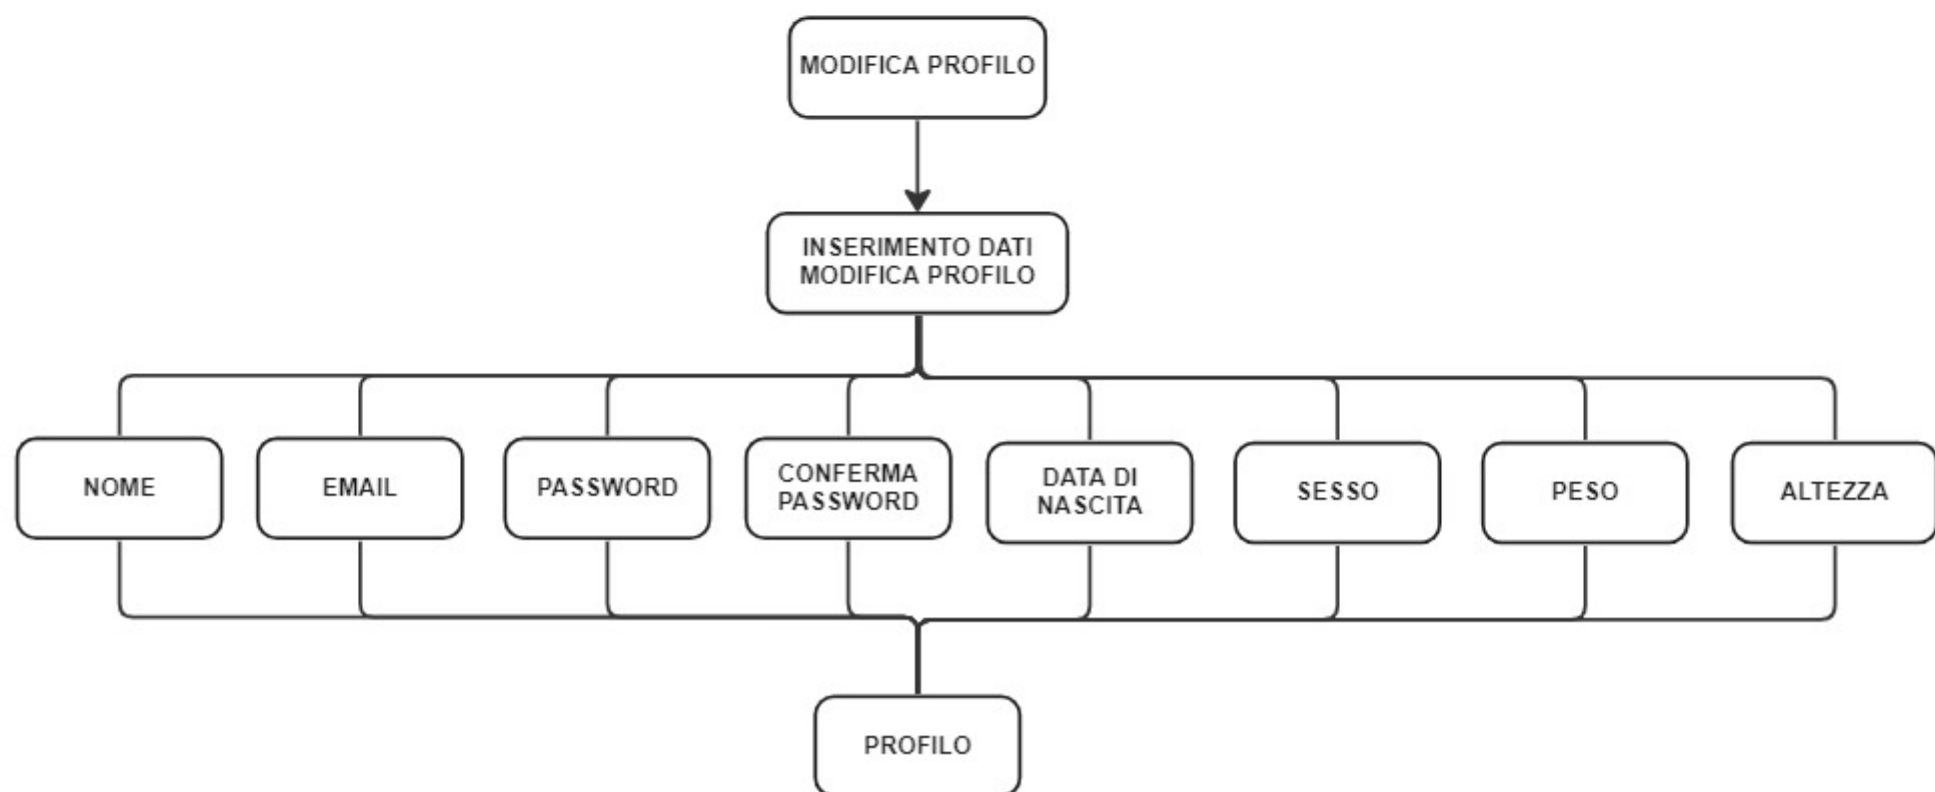 MODIFICA PROFILO
INSERIMENTO DATI
MODIFICA PROFILO
NOME
EMAIL
PASSWORD
CONFERMA
PASSWORD
DATA DI
NASCITA
SESSO
PESO
ALTEZZA
PROFILO